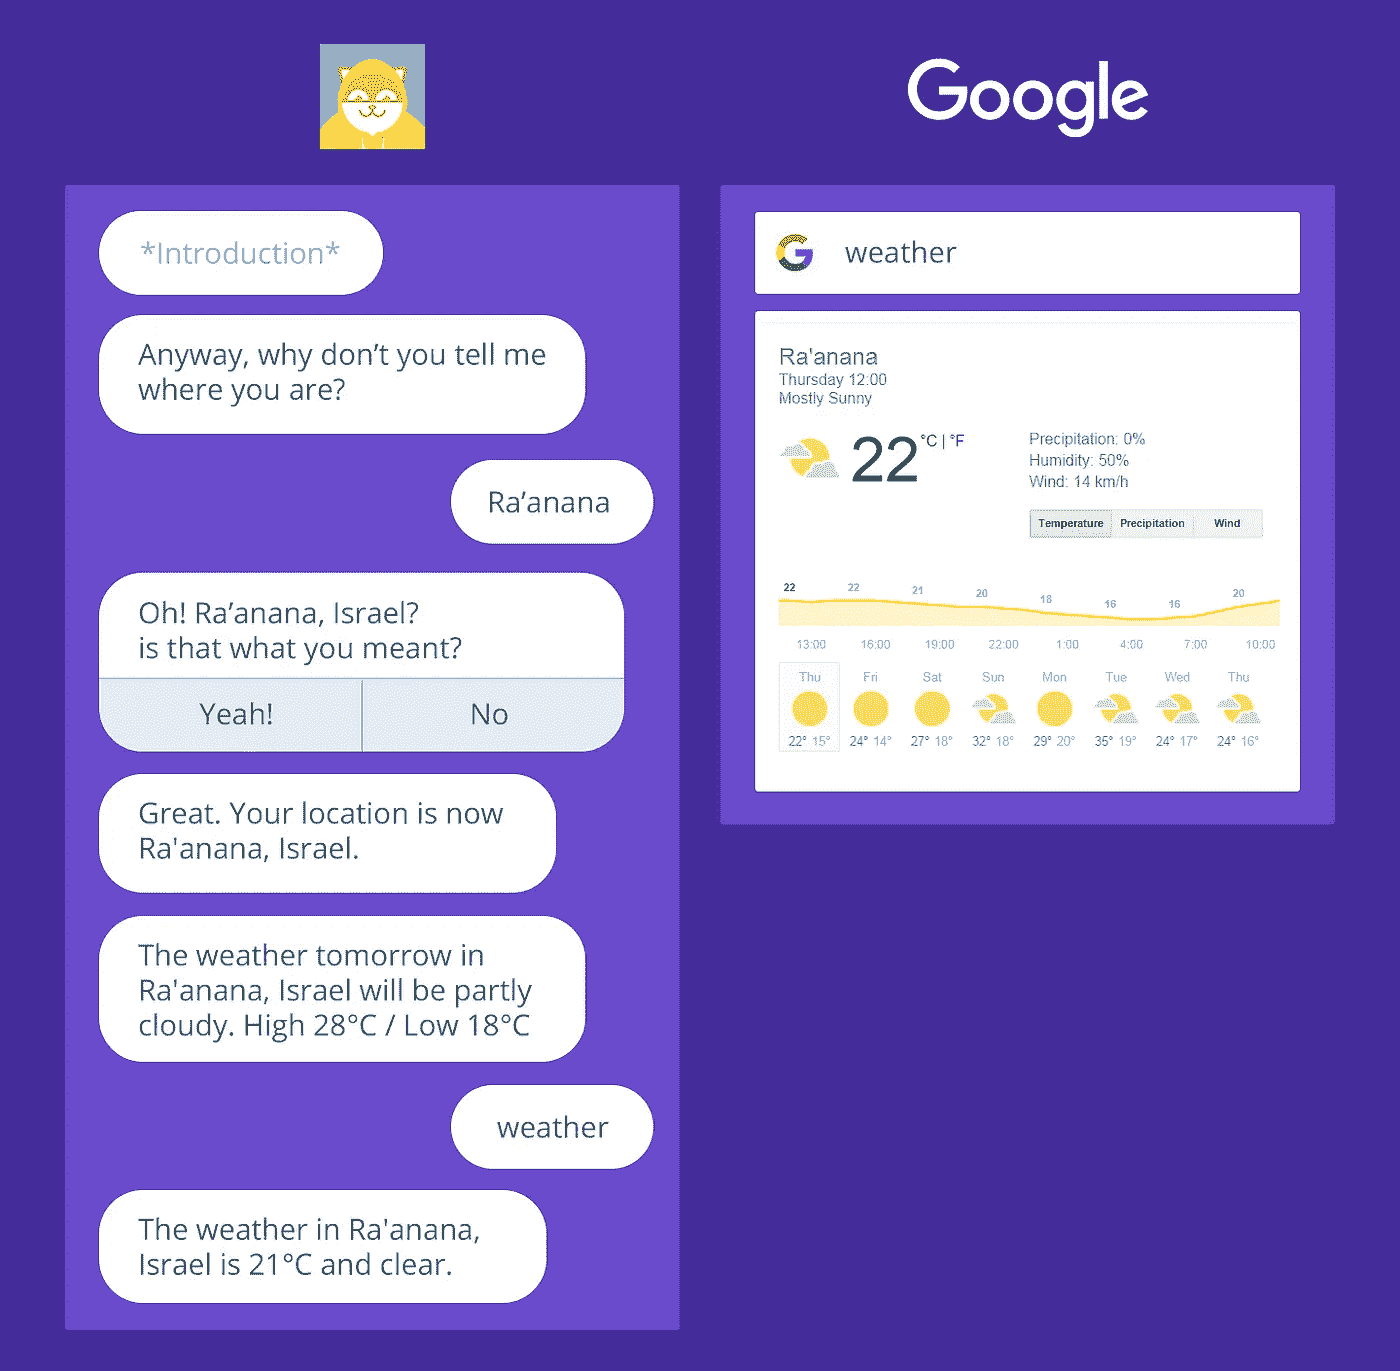 *Introduction*
Anyway, why don't you tell me
where you are?
Ra'anana
Oh! Ra'anana, Israel?
is that what you meant?
Yeah! No
Great. Your location is now
Ra'anana, Israel.
The weather tomorrow in
Ra'anana, Israel will be partly
cloudy. High 28°C / Low 18°C
weather
The weather in Ra'anana,
Israel is 21°C and clear.
Google
G weather
Ra'anana
Thursday 12:00
Mostly Sunny
22 °C | °F
Precipitation: 0%
Humidity: 50%
Wind: 14 km/h
Temperature Precipitation Wind
22 22 21 20 18 16 16 20
13:00 16:00 19:00 22:00 1:00 4:00 7:00 10:00
Thu Fri Sat Sun Mon Tue Wed Thu
22° 15° 24° 14° 27° 18° 32° 18° 29° 20° 35° 19° 24° 17° 24° 16°